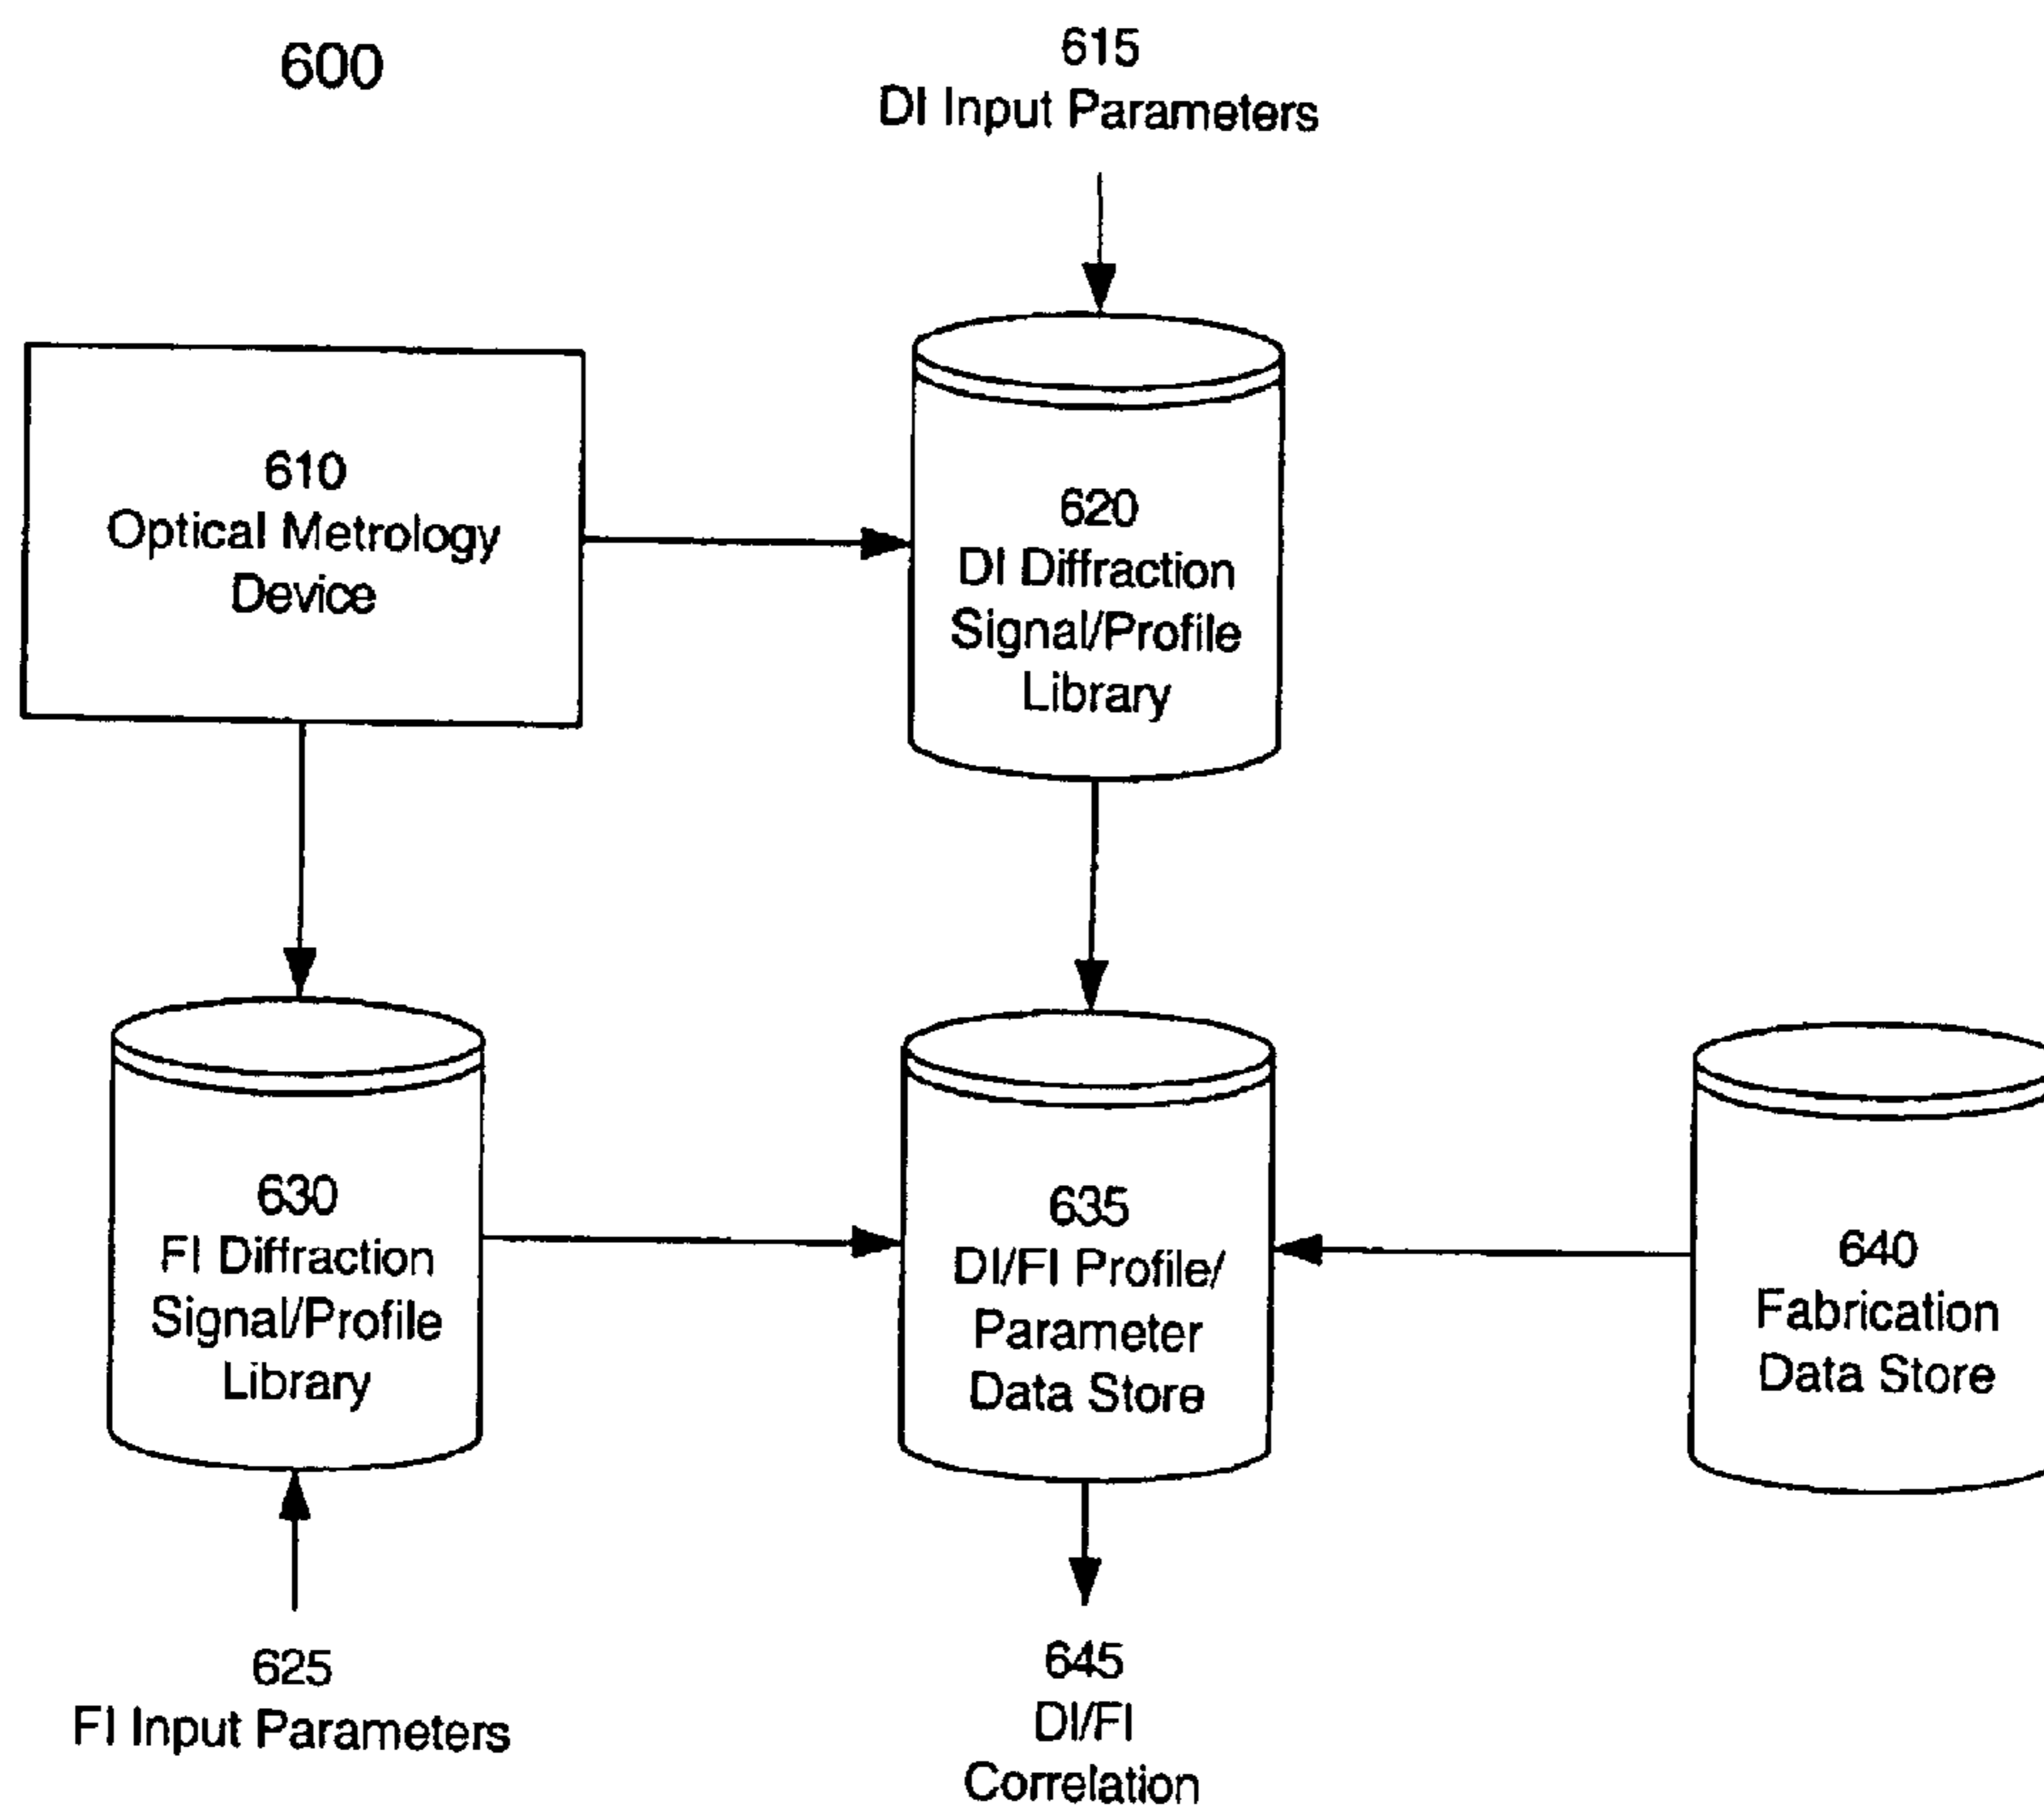 600
615
DI Input Parameters
610
Optical Metrology
Device
620
DI Diffraction
Signal/Profile
Library
630
FI Diffraction
Signal/Profile
Library
635
DI/FI Profile/
Parameter
Data Store
640
Fabrication
Data Store
625
FI Input Parameters
645
DI/FI
Correlation